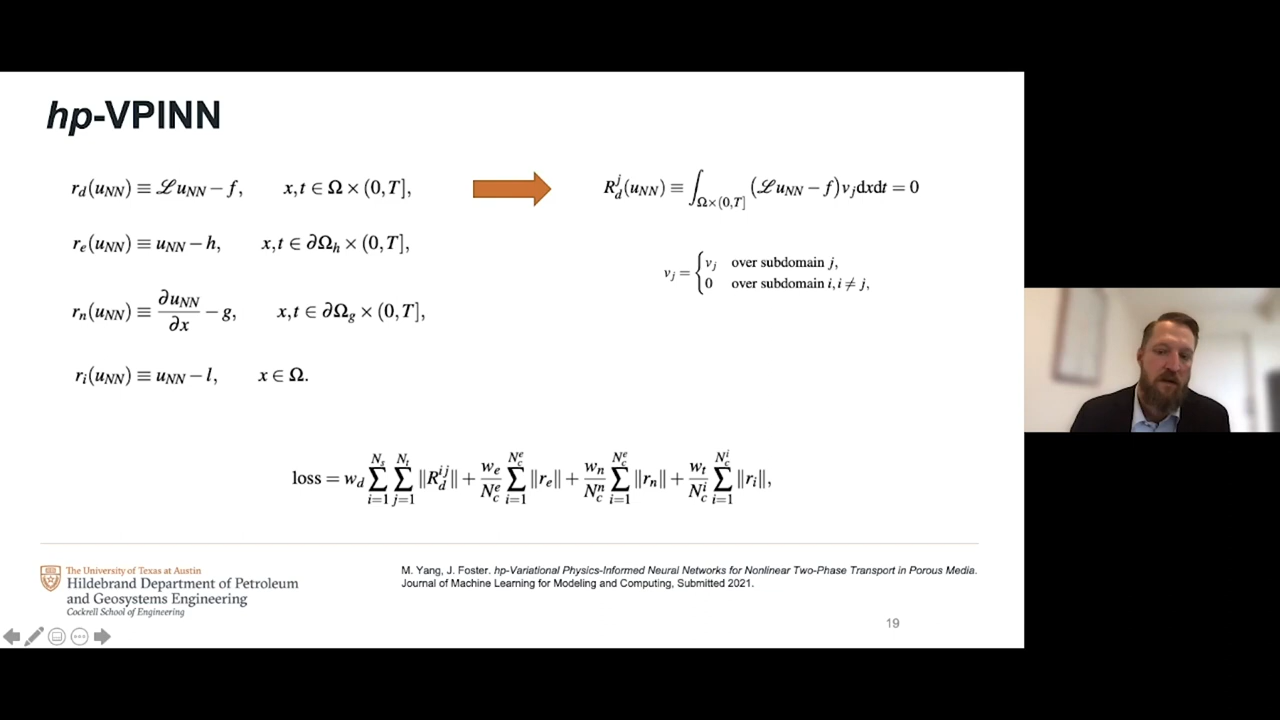 hp-VPINN
r_d(u_NN) ≡ ℒu_NN − f, x,t ∈ Ω × (0,T],
R_d^j(u_NN) ≡ ∫_{Ω×(0,T]} (ℒu_NN − f)v_j dxdt = 0
r_e(u_NN) ≡ u_NN − h, x,t ∈ ∂Ω_h × (0,T],
v_j = { v_j over subdomain j,
0 over subdomain i, i ≠ j,
r_n(u_NN) ≡ ∂u_NN/∂x − g, x,t ∈ ∂Ω_g × (0,T],
r_i(u_NN) ≡ u_NN − l, x ∈ Ω.
loss = w_d ∑_{i=1}^{N_s} ∑_{j=1}^{N_t} ||R_d^{ij}|| + w_e/N_c^e ∑_{i=1}^{N_c^e} ||r_e|| + w_n/N_c^n ∑_{i=1}^{N_c^e} ||r_n|| + w_t/N_c^i ∑_{i=1}^{N_c^i} ||r_i||,
The University of Texas at Austin
Hildebrand Department of Petroleum
and Geosystems Engineering
Cockrell School of Engineering
M. Yang, J. Foster. hp-Variational Physics-Informed Neural Networks for Nonlinear Two-Phase Transport in Porous Media.
Journal of Machine Learning for Modeling and Computing, Submitted 2021.
19